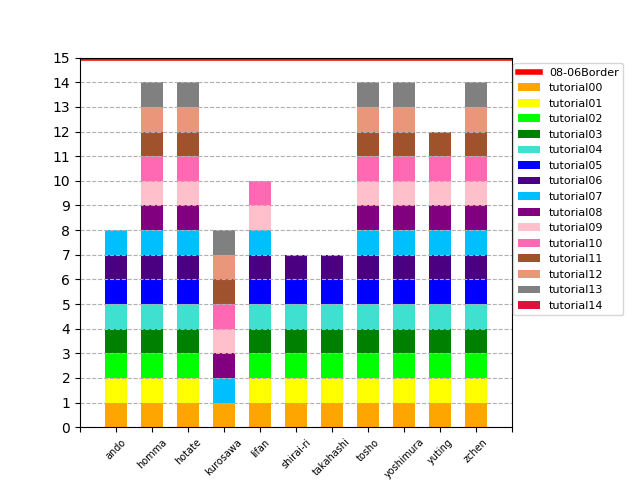 15
14
13
12
11
10
9
8
7
6
5
4
3
2
1
0
ando
homma
hotate
kurosawa
lifan
shirai-ri
takahashi
tosho
yoshimura
yuting
zchen
08-06Border
tutorial00
tutorial01
tutorial02
tutorial03
tutorial04
tutorial05
tutorial06
tutorial07
tutorial08
tutorial09
tutorial10
tutorial11
tutorial12
tutorial13
tutorial14